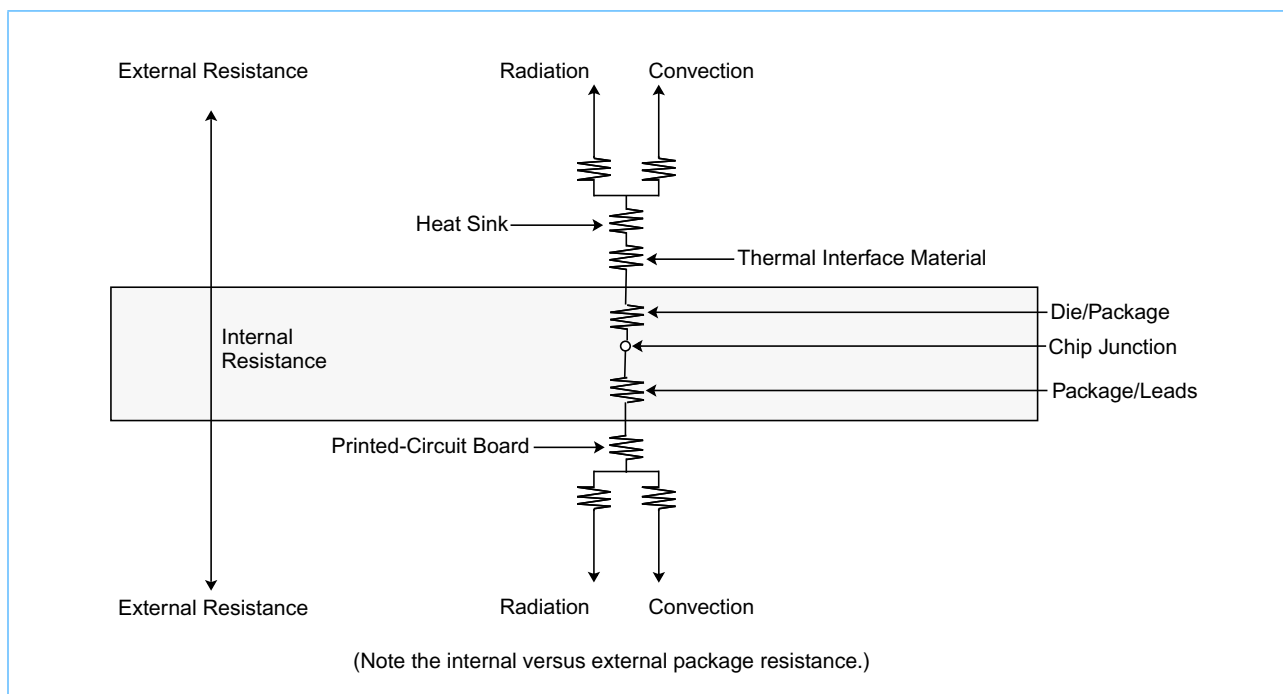 External Resistance
Radiation
Convection
Heat Sink
Thermal Interface Material
Die/Package
Internal
Resistance
Chip Junction
Package/Leads
Printed-Circuit Board
External Resistance
Radiation
Convection
(Note the internal versus external package resistance.)